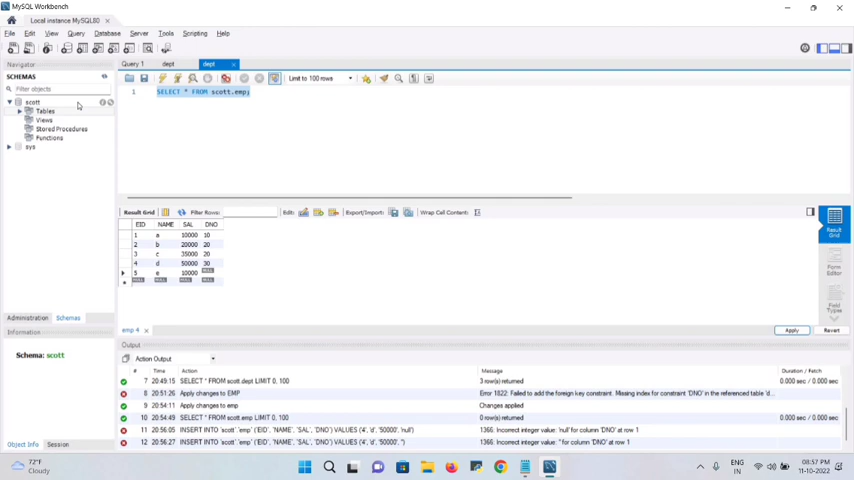 MySQL Workbench
Local instance MySQL80
File Edit View Query Database Server Tools Scripting Help
Navigator
SCHEMAS
Filter objects
scott
Tables
Views
Stored Procedures
Functions
sys
Administration Schemas
Information
Schema: scott
Object Info Session
Query 1 dept dept
Limit to 100 rows
1 SELECT * FROM scott.emp;
Result Grid Filter Rows: Edit: Export/Import: Wrap Cell Content:
EID NAME SAL DNO
1 a 10000 10
2 b 20000 20
3 c 35000 20
4 d 50000 30
5 e 10000 NULL
NULL NULL NULL NULL
Result Grid
Form Editor
Field Types
emp 4 Apply Revert
Output
Action Output
# Time Action Message Duration / Fetch
7 20:49:15 SELECT * FROM scott.dept LIMIT 0, 100 3 row(s) returned 0.000 sec / 0.000 sec
8 20:51:26 Apply changes to EMP Error 1822: Failed to add the foreign key constraint. Missing index for constraint 'DNO' in the referenced table 'd...
9 20:54:11 Apply changes to emp Changes applied
10 20:54:49 SELECT * FROM scott.emp LIMIT 0, 100 0 row(s) returned 0.000 sec / 0.000 sec
11 20:56:05 INSERT INTO `scott`.`emp` (`EID`, `NAME`, `SAL`, `DNO`) VALUES ('4', 'd', '50000', 'null') 1366: Incorrect integer value: 'null' for column 'DNO' at row 1
12 20:56:27 INSERT INTO `scott`.`emp` (`EID`, `NAME`, `SAL`, `DNO`) VALUES ('4', 'd', '50000', '') 1366: Incorrect integer value: '' for column 'DNO' at row 1
72°F
Cloudy
ENG
IN
08:57 PM
11-10-2022